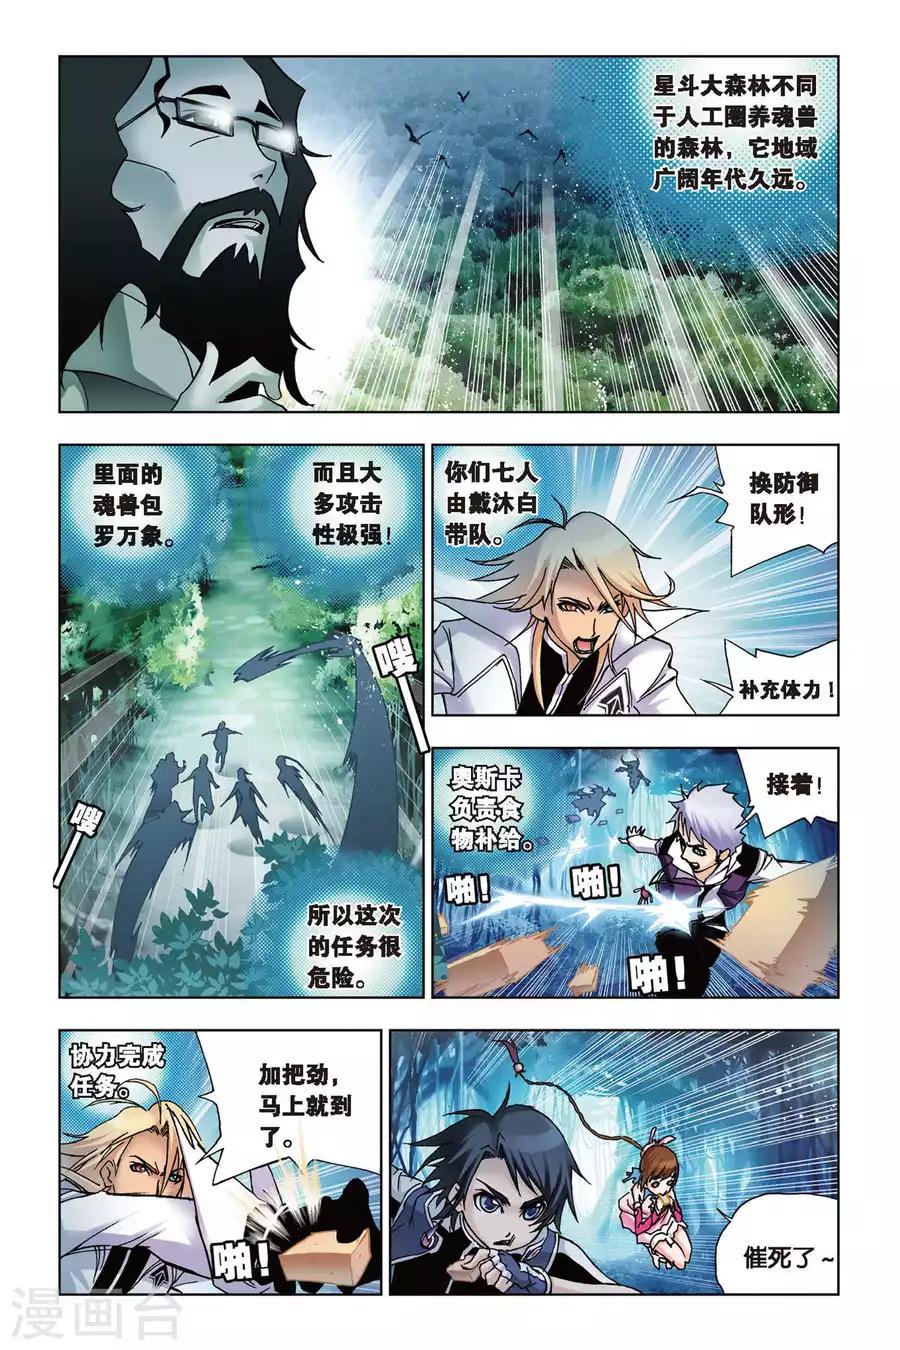 星斗大森林不同
于人工圈养魂兽
的森林，它地域
广阔年代久远。
里面的
魂兽包
罗万象。
而且大
多攻击
性极强！
嗖
嗖
所以这次
的任务很
危险。
你们七人
由戴沐白
带队。
换防御
队形！
补充体力！
奥斯卡
负责食
物补给。
接着！
啪！
啪！
啪！
协力完成
任务。
加把劲，
马上就到
了。
啪！
催死了~
漫画台